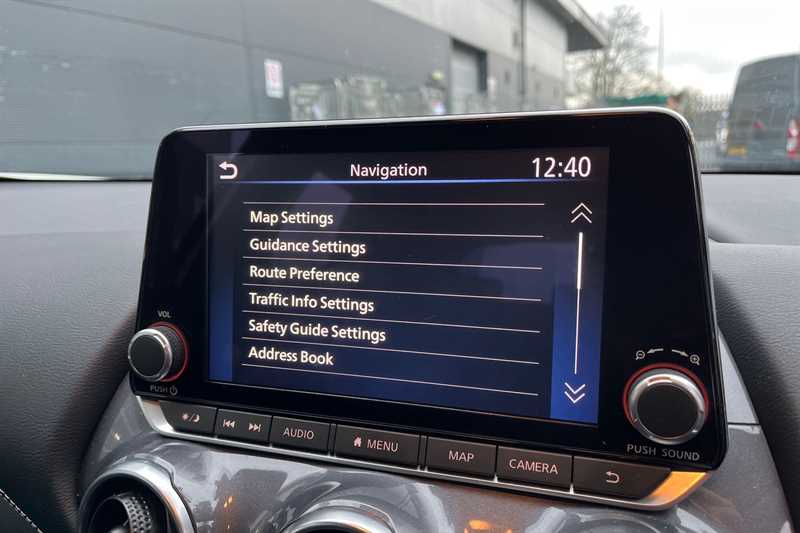 Navigation 12:40
Map Settings
Guidance Settings
Route Preference
Traffic Info Settings
Safety Guide Settings
Address Book
VOL
PUSH
AUDIO
MENU
MAP
CAMERA
PUSH SOUND